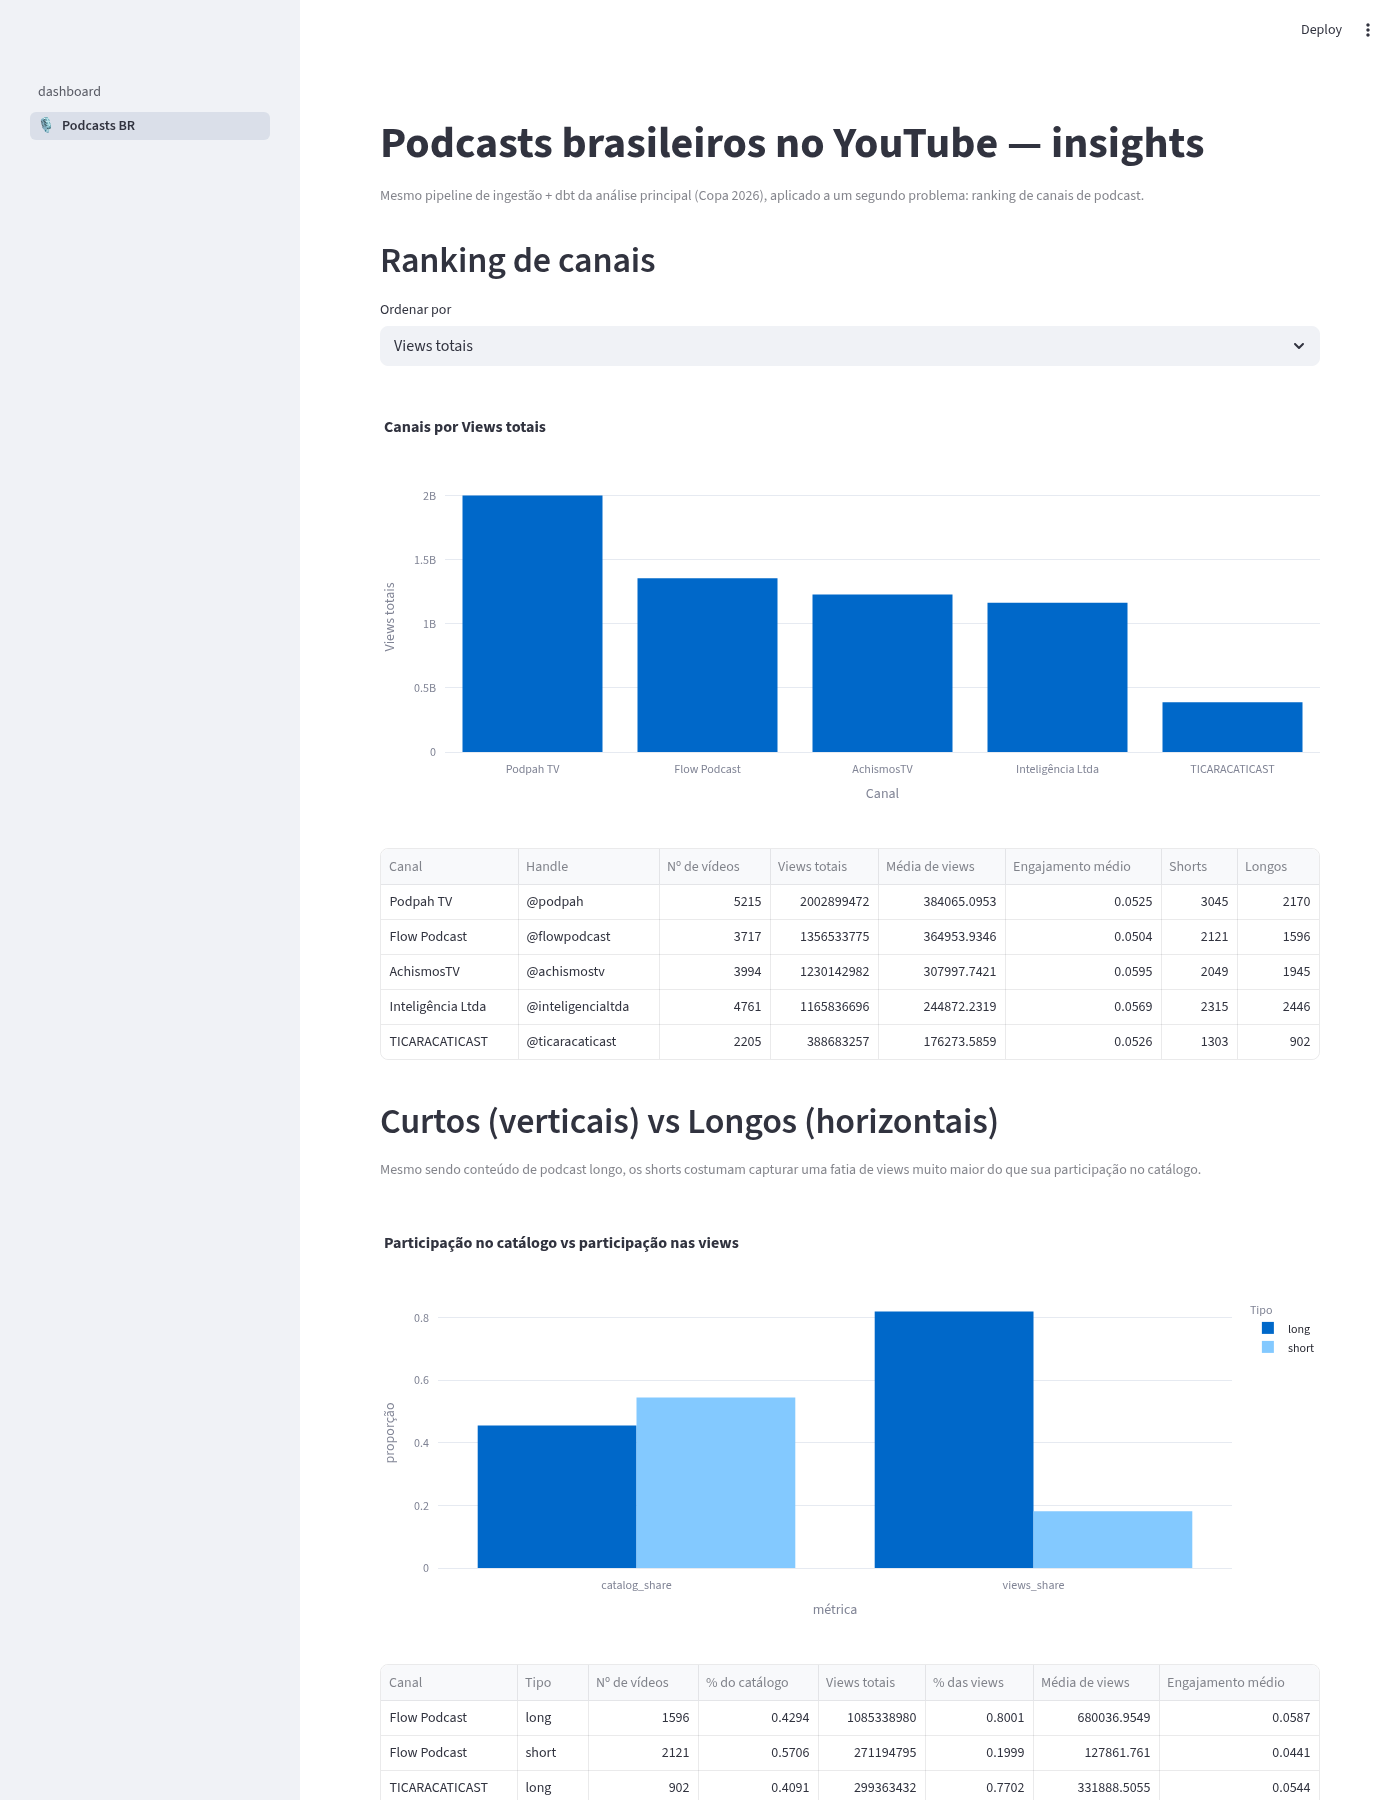 Deploy
dashboard
Podcasts BR
Podcasts brasileiros no YouTube — insights
Mesmo pipeline de ingestão + dbt da análise principal (Copa 2026), aplicado a um segundo problema: ranking de canais de podcast.
Ranking de canais
Ordenar por
Views totais
Canais por Views totais
2B
1.5B
1B
0.5B
0
Views totais
Podpah TV Flow Podcast AchismosTV Inteligência Ltda TICARACATICAST
Canal
Canal Handle Nº de vídeos Views totais Média de views Engajamento médio Shorts Longos
Podpah TV @podpah 5215 2002899472 384065.0953 0.0525 3045 2170
Flow Podcast @flowpodcast 3717 1356533775 364953.9346 0.0504 2121 1596
AchismosTV @achismostv 3994 1230142982 307997.7421 0.0595 2049 1945
Inteligência Ltda @inteligencialtda 4761 1165836696 244872.2319 0.0569 2315 2446
TICARACATICAST @ticaracaticast 2205 388683257 176273.5859 0.0526 1303 902
Curtos (verticais) vs Longos (horizontais)
Mesmo sendo conteúdo de podcast longo, os shorts costumam capturar uma fatia de views muito maior do que sua participação no catálogo.
Participação no catálogo vs participação nas views
0.8
0.6
0.4
0.2
0
proporção
catalog_share views_share
métrica
Tipo
long
short
Canal Tipo Nº de vídeos % do catálogo Views totais % das views Média de views Engajamento médio
Flow Podcast long 1596 0.4294 1085338980 0.8001 680036.9549 0.0587
Flow Podcast short 2121 0.5706 271194795 0.1999 127861.761 0.0441
TICARACATICAST long 902 0.4091 299363432 0.7702 331888.5055 0.0544